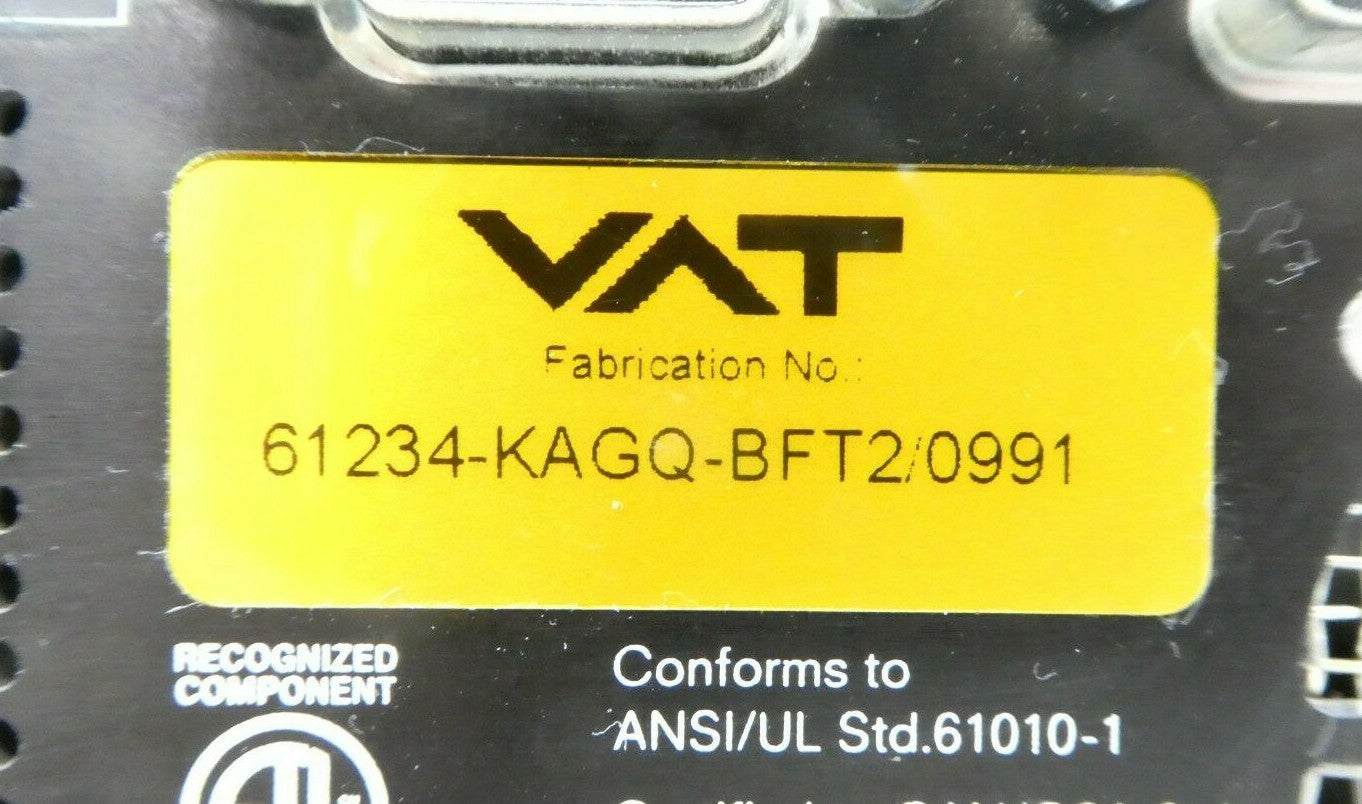 VAT
Fabrication No.:
61234-KAGQ-BFT2/0991
RECOGNIZED
COMPONENT
Conforms to
ANSI/UL Std.61010-1